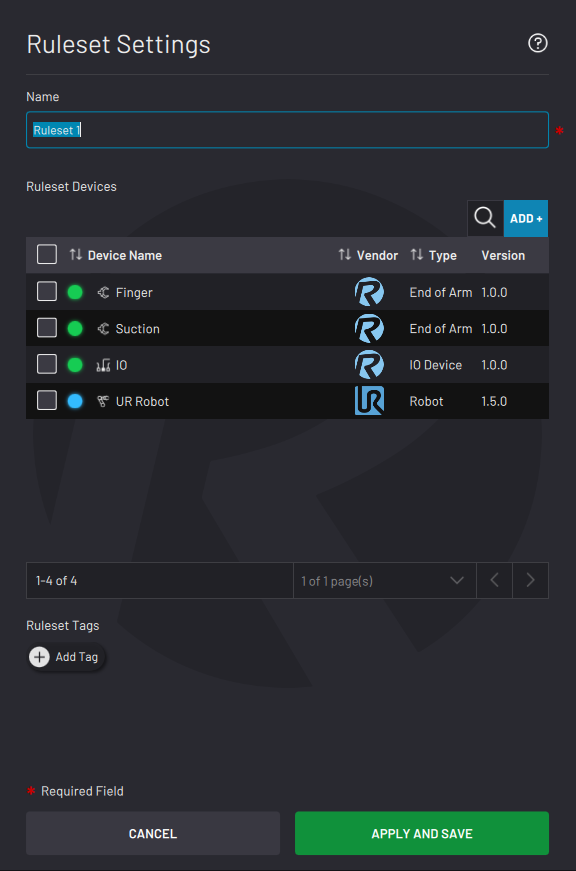 Ruleset Settings
Name
Ruleset 1
*
Ruleset Devices
ADD +
Device Name Vendor Type Version
Finger End of Arm 1.0.0
Suction End of Arm 1.0.0
IO IO Device 1.0.0
UR Robot UR Robot 1.5.0
1-4 of 4 1 of 1 page(s)
Ruleset Tags
+ Add Tag
* Required Field
CANCEL APPLY AND SAVE